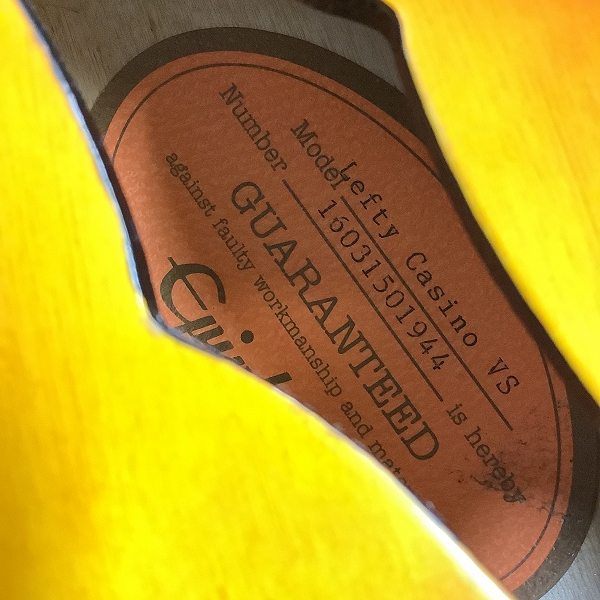 Model Lefty Casino VS
Number 16031501944 is hereby
GUARANTEED
against faulty workmanship and